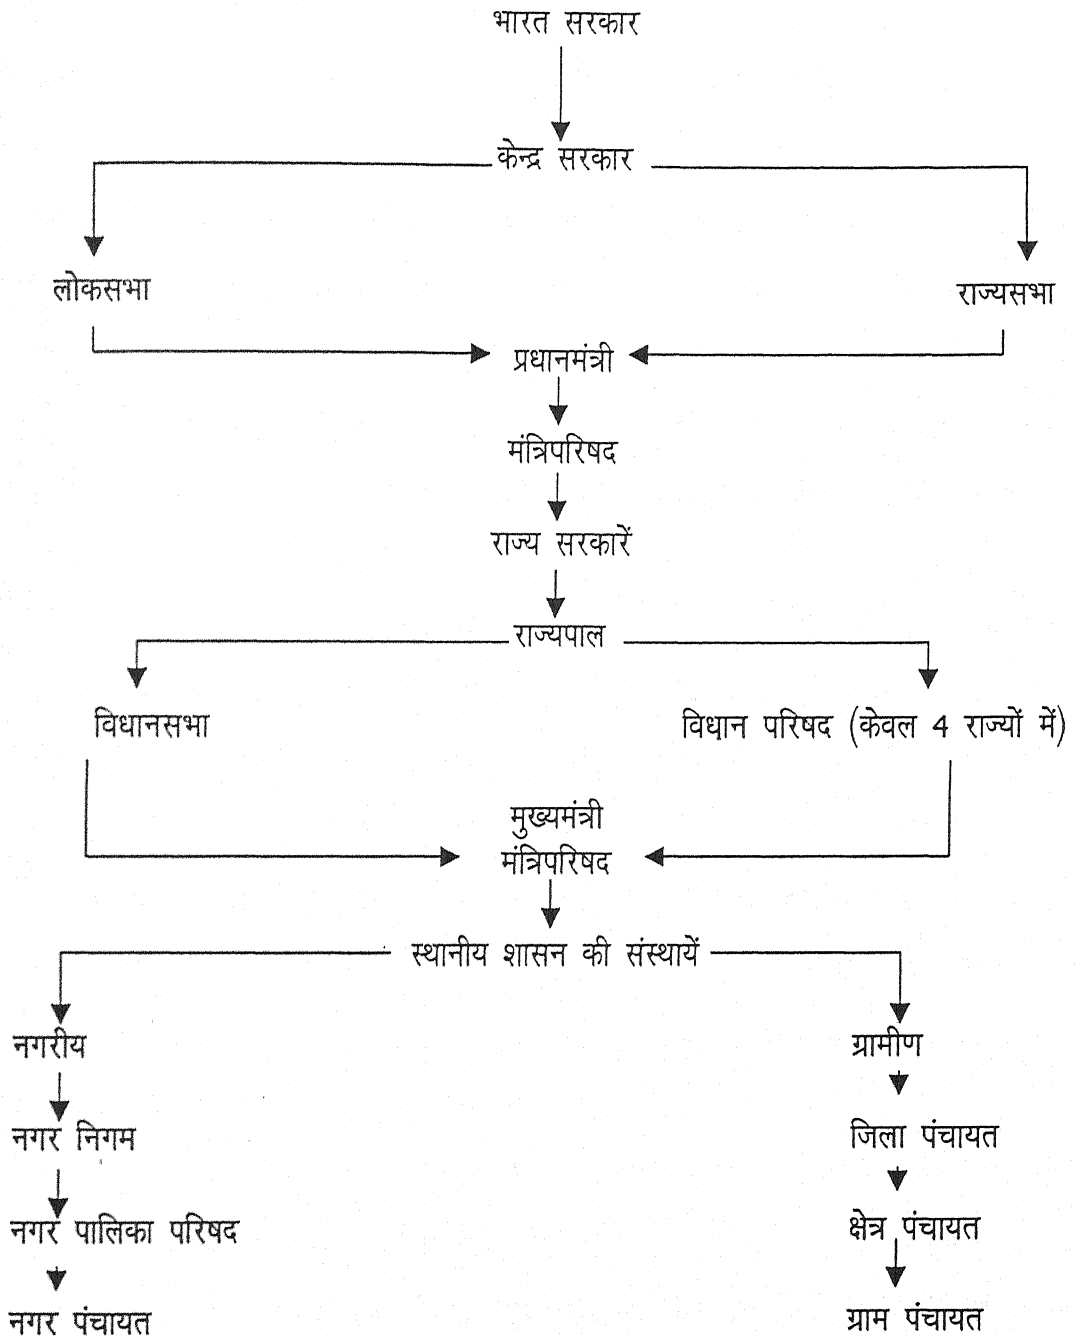 भारत सरकार
केन्द्र सरकार
लोकसभा
राज्यसभा
प्रधानमंत्री
मंत्रिपरिषद
राज्य सरकारें
राज्यपाल
विधानसभा
विधान परिषद (केवल 4 राज्यों में)
मुख्यमंत्री
मंत्रिपरिषद
स्थानीय शासन की संस्थायें
नगरीय
ग्रामीण
नगर निगम
जिला पंचायत
नगर पालिका परिषद
क्षेत्र पंचायत
नगर पंचायत
ग्राम पंचायत